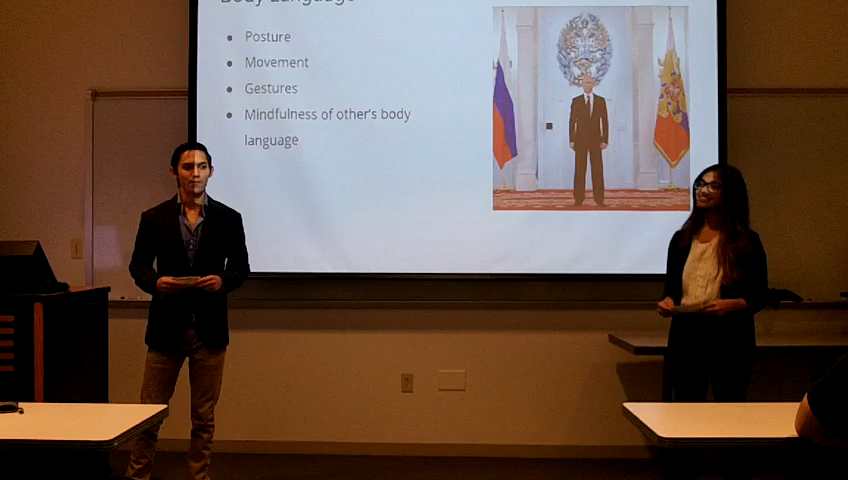 Body Language
● Posture
● Movement
● Gestures
● Mindfulness of other's body
language